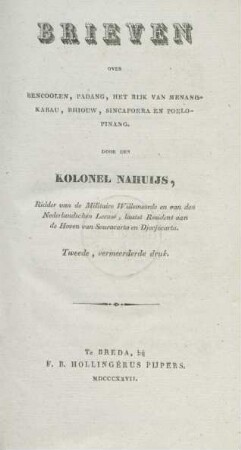 BRIEVEN
OVER
BENCOOLEN, PADANG, HET RIJK VAN MENANG-
KABAU, RHIOUW, SINCAPOERA EN POELO-
PINANG.
DOOR DEN
KOLONEL NAHUIJS,
Ridder van de Militaire Willemsorde en van den
Nederlandschen Leeuw, laatst Resident aan
de Hoven van Souracarta en Djocjocarta.
Tweede, vermeerderde druk.
Te BREDA, bij
F. B. HOLLINGÉRUS PIJPERS.
MDCCCXXVII.